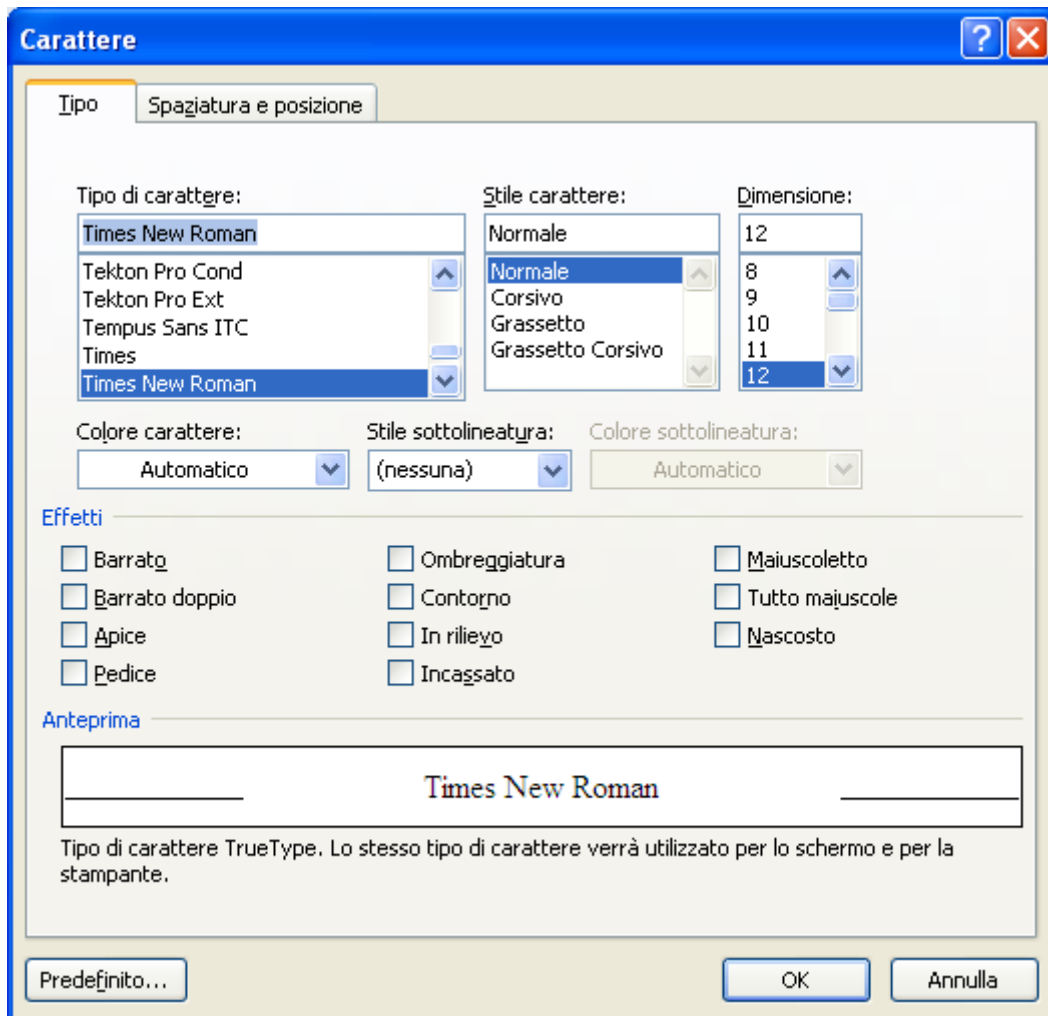 Carattere
Tipo
Spaziatura e posizione
Tipo di carattere:
Stile carattere:
Dimensione:
Times New Roman
Normale
12
Tekton Pro Cond
Tekton Pro Ext
Tempus Sans ITC
Times
Times New Roman
Normale
Corsivo
Grassetto
Grassetto Corsivo
8
9
10
11
12
Colore carattere:
Stile sottolineatura:
Colore sottolineatura:
Automatico
(nessuna)
Automatico
Effetti
Barrato
Ombreggiatura
Maiuscoletto
Barrato doppio
Contorno
Tutto maiuscole
Apice
In rilievo
Nascosto
Pedice
Incassato
Anteprima
Times New Roman
Tipo di carattere TrueType. Lo stesso tipo di carattere verrà utilizzato per lo schermo e per la
stampante.
Predefinito...
OK
Annulla